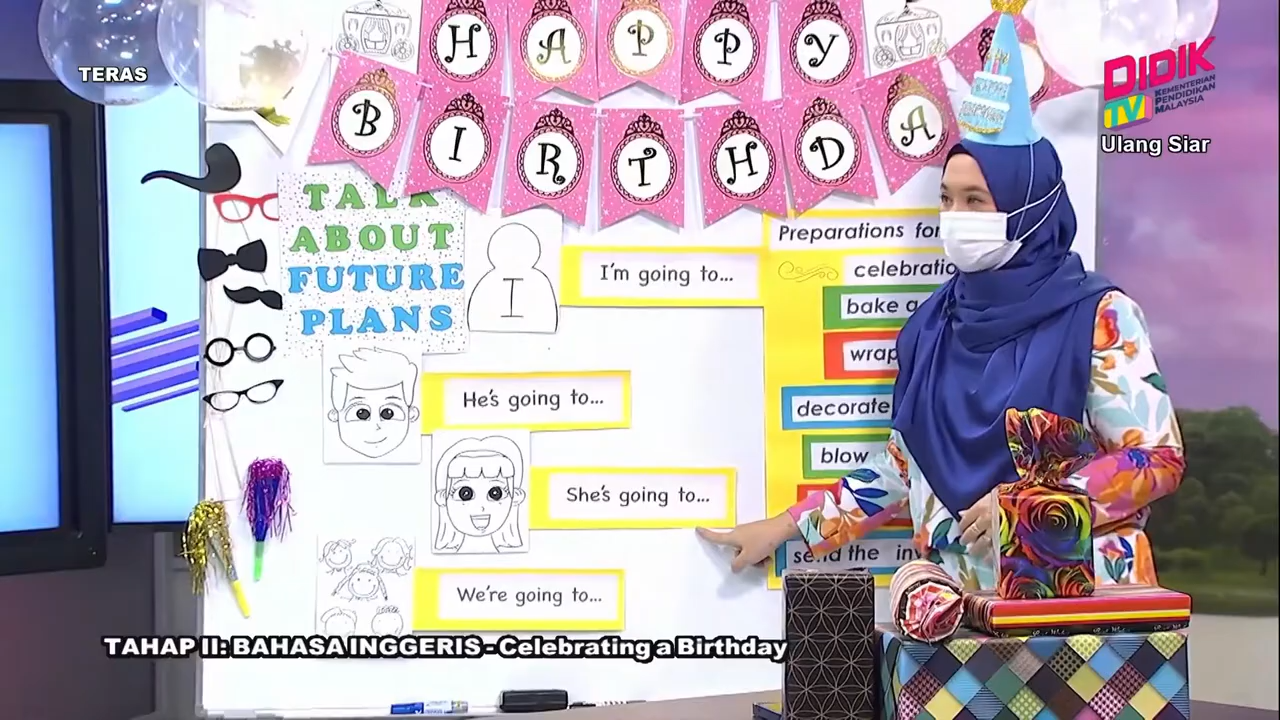 TERAS
HAPPY
BIRTHDA
DIDIK
TV
KEMENTERIAN
PENDIDIKAN
MALAYSIA
Ulang Siar
TALK
ABOUT
FUTURE
PLANS
I
I'm going to...
He's going to...
She's going to...
We're going to...
Preparations for
celebratio
bake a
wrap
decorate
blow
send the inv
TAHAP II: BAHASA INGGERIS - Celebrating a Birthday